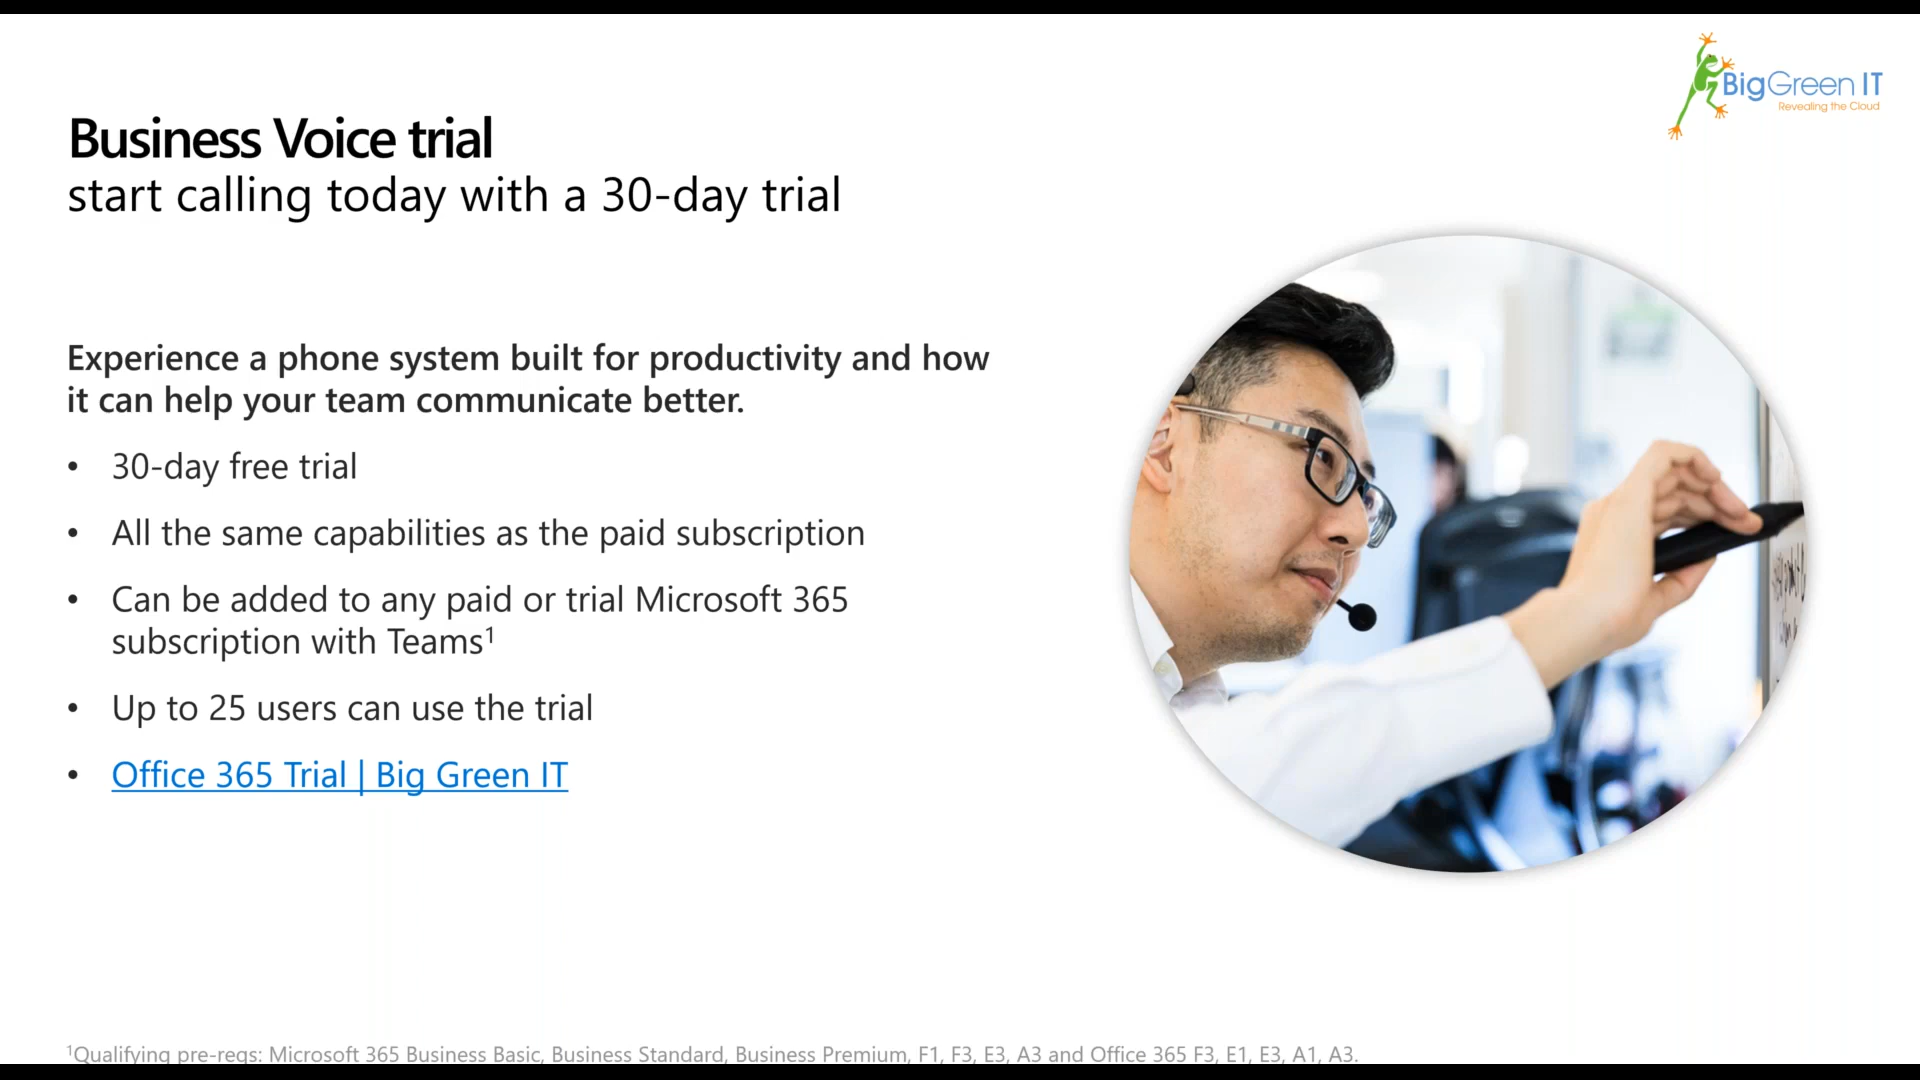 BigGreen IT
Revealing the Cloud
Business Voice trial
start calling today with a 30-day trial
Experience a phone system built for productivity and how
it can help your team communicate better.
• 30-day free trial
• All the same capabilities as the paid subscription
• Can be added to any paid or trial Microsoft 365
subscription with Teams¹
• Up to 25 users can use the trial
• Office 365 Trial | Big Green IT
¹Qualifying pre-reqs: Microsoft 365 Business Basic, Business Standard, Business Premium, F1, F3, E3, A3 and Office 365 F3, E1, E3, A1, A3.